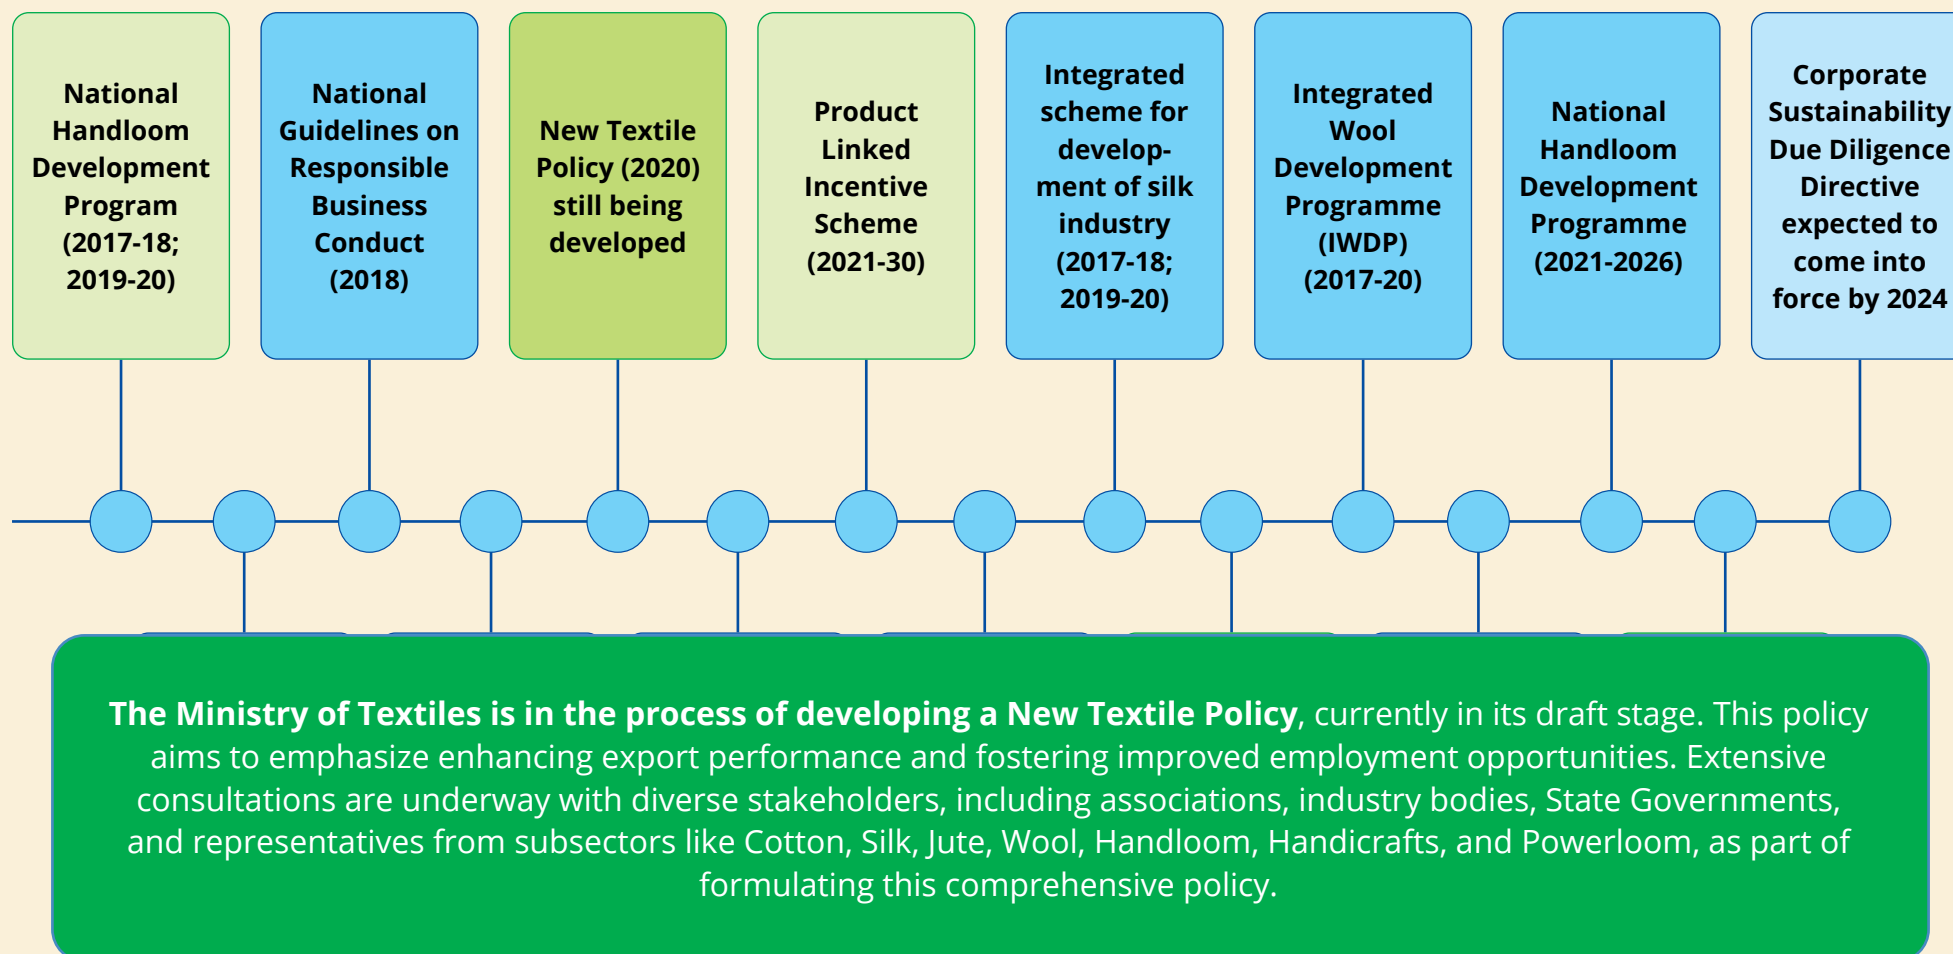 National
Handloom
Development
Program
(2017-18;
2019-20)
National
Guidelines on
Responsible
Business
Conduct
(2018)
New Textile
Policy (2020)
still being
developed
Product
Linked
Incentive
Scheme
(2021-30)
Integrated
scheme for
develop-
ment of silk
industry
(2017-18;
2019-20)
Integrated
Wool
Development
Programme
(IWDP)
(2017-20)
National
Handloom
Development
Programme
(2021-2026)
Corporate
Sustainability
Due Diligence
Directive
expected to
come into
force by 2024
The Ministry of Textiles is in the process of developing a New Textile Policy, currently in its draft stage. This policy
aims to emphasize enhancing export performance and fostering improved employment opportunities. Extensive
consultations are underway with diverse stakeholders, including associations, industry bodies, State Governments,
and representatives from subsectors like Cotton, Silk, Jute, Wool, Handloom, Handicrafts, and Powerloom, as part of
formulating this comprehensive policy.